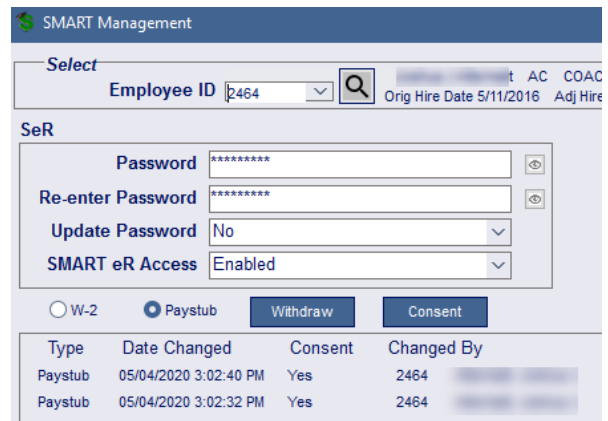 SMART Management
Select
Employee ID 2464 t AC COAC
Orig Hire Date 5/11/2016 Adj Hire
SeR
Password *********
Re-enter Password *********
Update Password No
SMART eR Access Enabled
W-2 Paystub Withdraw Consent
Type Date Changed Consent Changed By
Paystub 05/04/2020 3:02:40 PM Yes 2464
Paystub 05/04/2020 3:02:32 PM Yes 2464